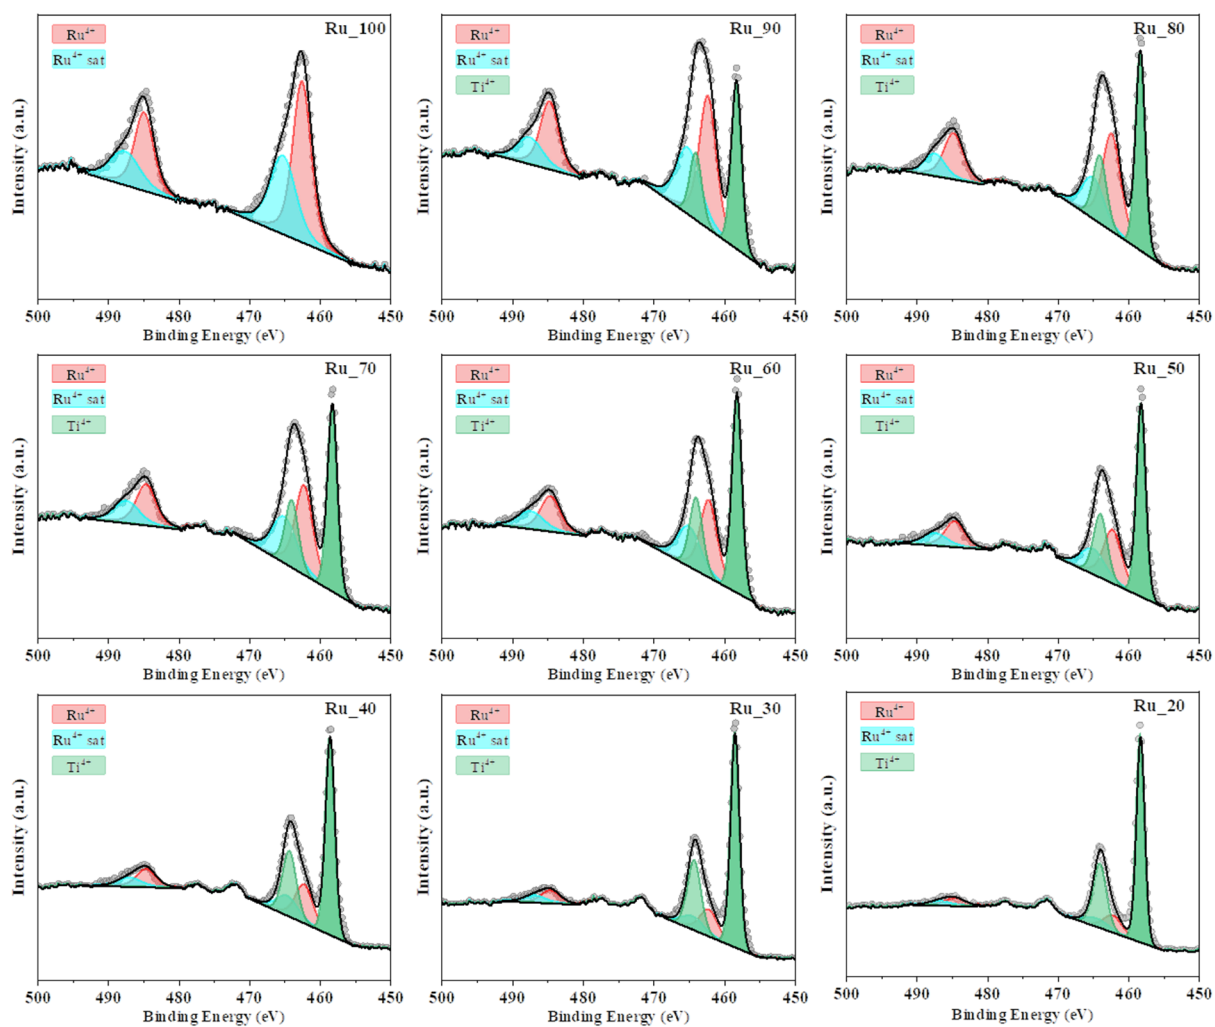 Ru_100
Ru⁴⁺
Ru⁴⁺ sat
Intensity (a.u.)
500 490 480 470 460 450
Binding Energy (eV)
Ru_90
Ru⁴⁺
Ru⁴⁺ sat
Ti⁴⁺
Intensity (a.u.)
500 490 480 470 460 450
Binding Energy (eV)
Ru_80
Ru⁴⁺
Ru⁴⁺ sat
Ti⁴⁺
Intensity (a.u.)
500 490 480 470 460 450
Binding Energy (eV)
Ru_70
Ru⁴⁺
Ru⁴⁺ sat
Ti⁴⁺
Intensity (a.u.)
500 490 480 470 460 450
Binding Energy (eV)
Ru_60
Ru⁴⁺
Ru⁴⁺ sat
Ti⁴⁺
Intensity (a.u.)
500 490 480 470 460 450
Binding Energy (eV)
Ru_50
Ru⁴⁺
Ru⁴⁺ sat
Ti⁴⁺
Intensity (a.u.)
500 490 480 470 460 450
Binding Energy (eV)
Ru_40
Ru⁴⁺
Ru⁴⁺ sat
Ti⁴⁺
Intensity (a.u.)
500 490 480 470 460 450
Binding Energy (eV)
Ru_30
Ru⁴⁺
Ru⁴⁺ sat
Ti⁴⁺
Intensity (a.u.)
500 490 480 470 460 450
Binding Energy (eV)
Ru_20
Ru⁴⁺
Ru⁴⁺ sat
Ti⁴⁺
Intensity (a.u.)
500 490 480 470 460 450
Binding Energy (eV)